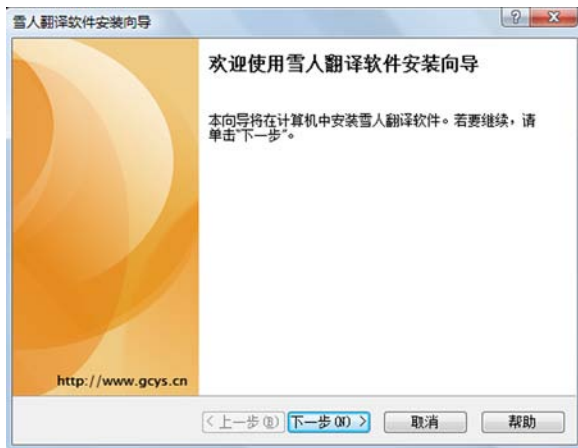 雪人翻译软件安装向导
欢迎使用雪人翻译软件安装向导
本向导将在计算机中安装雪人翻译软件。若要继续，请
单击"下一步"。
http://www.gcys.cn
< 上一步(B) 下一步(N) > 取消 帮助